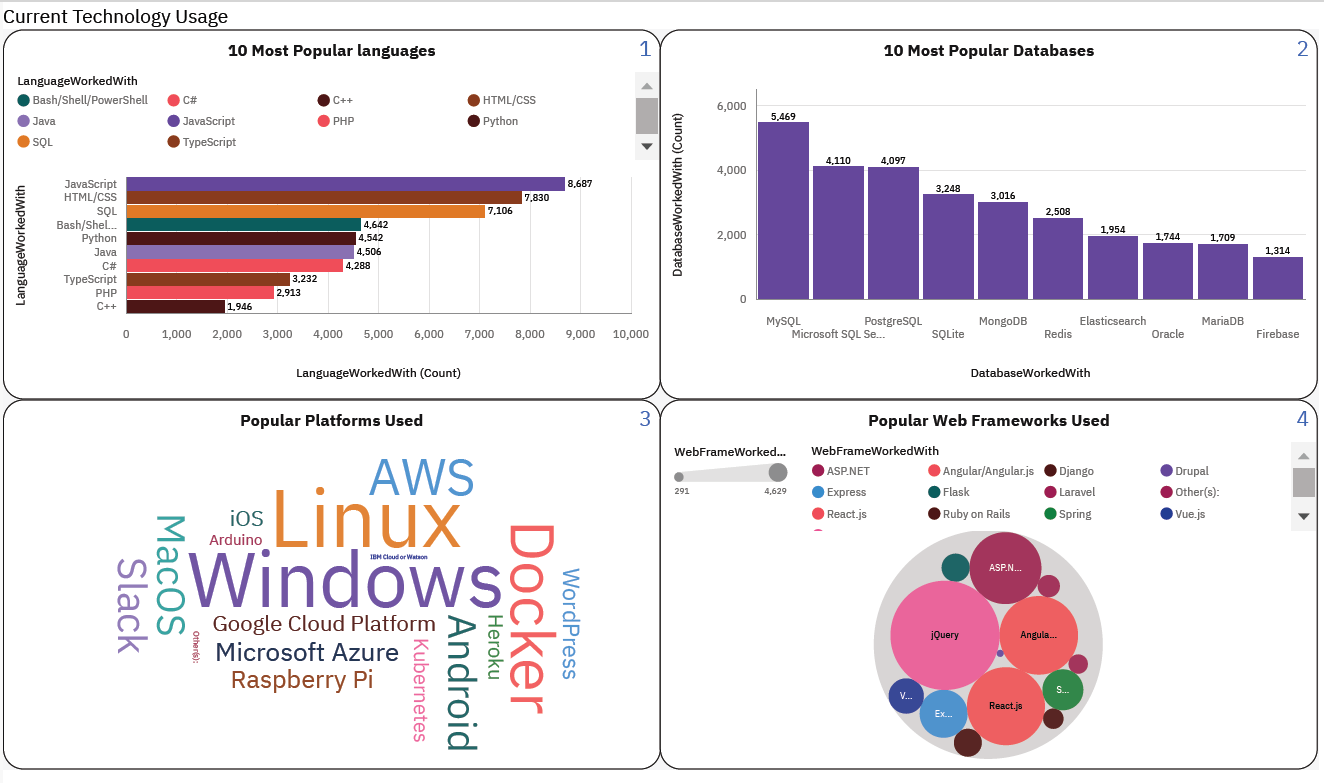 Current Technology Usage
10 Most Popular languages
1
LanguageWorkedWith
Bash/Shell/PowerShell C# C++ HTML/CSS
Java JavaScript PHP Python
SQL TypeScript
LanguageWorkedWith
JavaScript 8,687
HTML/CSS 7,830
SQL 7,106
Bash/Shel... 4,642
Python 4,542
Java 4,506
C# 4,288
TypeScript 3,232
PHP 2,913
C++ 1,946
0 1,000 2,000 3,000 4,000 5,000 6,000 7,000 8,000 9,000 10,000
LanguageWorkedWith (Count)
10 Most Popular Databases
2
DatabaseWorkedWith (Count)
6,000
4,000
2,000
0
5,469 4,110 4,097 3,248 3,016 2,508 1,954 1,744 1,709 1,314
MySQL PostgreSQL MongoDB Elasticsearch MariaDB
Microsoft SQL Se... SQLite Redis Oracle Firebase
DatabaseWorkedWith
Popular Platforms Used
3
AWS
Linux
iOS
Arduino
MacOS
Slack
IBM Cloud or Watson
Windows
Docker
WordPress
Google Cloud Platform
Other(s):
Microsoft Azure
Raspberry Pi
Kubernetes
Android
Heroku
Popular Web Frameworks Used
4
WebFrameWorked...
291 4,629
WebFrameWorkedWith
ASP.NET Angular/Angular.js Django Drupal
Express Flask Laravel Other(s):
React.js Ruby on Rails Spring Vue.js
ASP.N...
jQuery
Angula...
V...
Ex...
React.js
S...